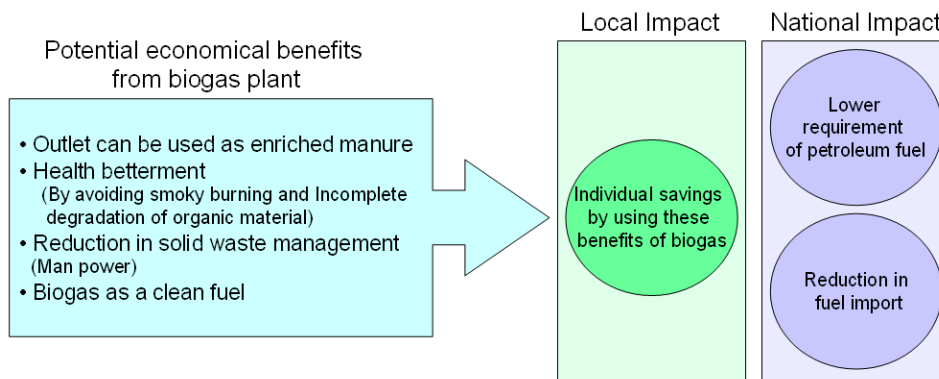 Potential economical benefits
from biogas plant
• Outlet can be used as enriched manure
• Health betterment
(By avoiding smoky burning and Incomplete
degradation of organic material)
• Reduction in solid waste management
(Man power)
• Biogas as a clean fuel
Local Impact
Individual savings
by using these
benefits of biogas
National Impact
Lower
requirement
of petroleum fuel
Reduction in
fuel import